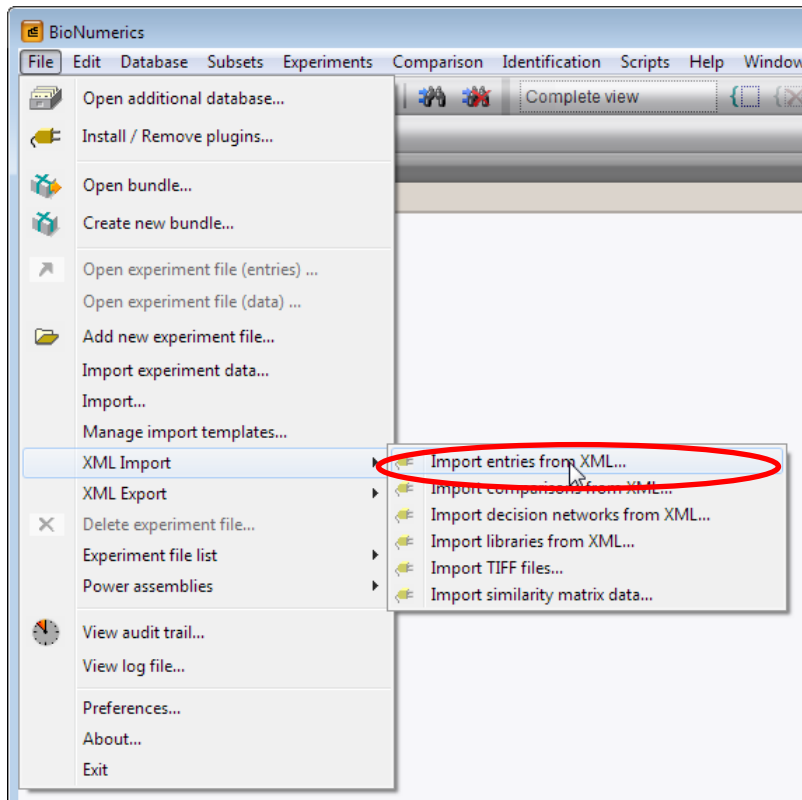 BioNumerics
File Edit Database Subsets Experiments Comparison Identification Scripts Help Window
Complete view
Open additional database...
Install / Remove plugins...
Open bundle...
Create new bundle...
Open experiment file (entries) ...
Open experiment file (data) ...
Add new experiment file...
Import experiment data...
Import...
Manage import templates...
XML Import
XML Export
Delete experiment file...
Experiment file list
Power assemblies
View audit trail...
View log file...
Preferences...
About...
Exit
Import entries from XML...
Import comparisons from XML...
Import decision networks from XML...
Import libraries from XML...
Import TIFF files...
Import similarity matrix data...